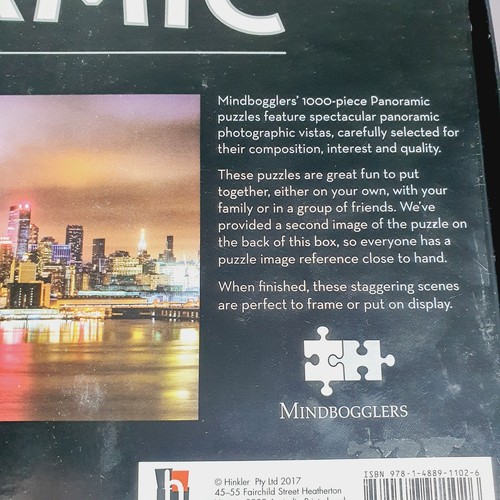 AMIC
Mindbogglers' 1000-piece Panoramic
puzzles feature spectacular panoramic
photographic vistas, carefully selected for
their composition, interest and quality.
These puzzles are great fun to put
together, either on your own, with your
family or in a group of friends. We've
provided a second image of the puzzle on
the back of this box, so everyone has a
puzzle image reference close to hand.
When finished, these staggering scenes
are perfect to frame or put on display.
MINDBOGGLERS
h
© Hinkler Pty Ltd 2017
45–55 Fairchild Street Heatherton
ISBN 978-1-4889-1102-6